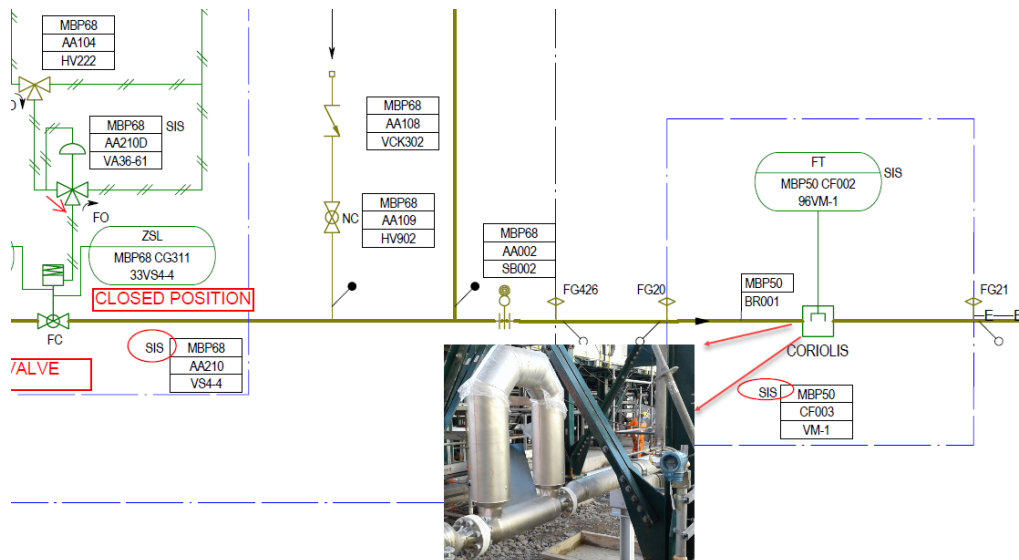 MBP68
AA104
HV222
MBP68
AA210D
VA36-61
SIS
FO
ZSL
MBP68 CG311
33VS4-4
CLOSED POSITION
FC
VALVE
SIS
MBP68
AA210
VS4-4
MBP68
AA108
VCK302
NC
MBP68
AA109
HV902
MBP68
AA002
SB002
FG426
FG20
FT
MBP50 CF002
96VM-1
SIS
MBP50
BR001
FG21
E
E
CORIOLIS
SIS
MBP50
CF003
VM-1